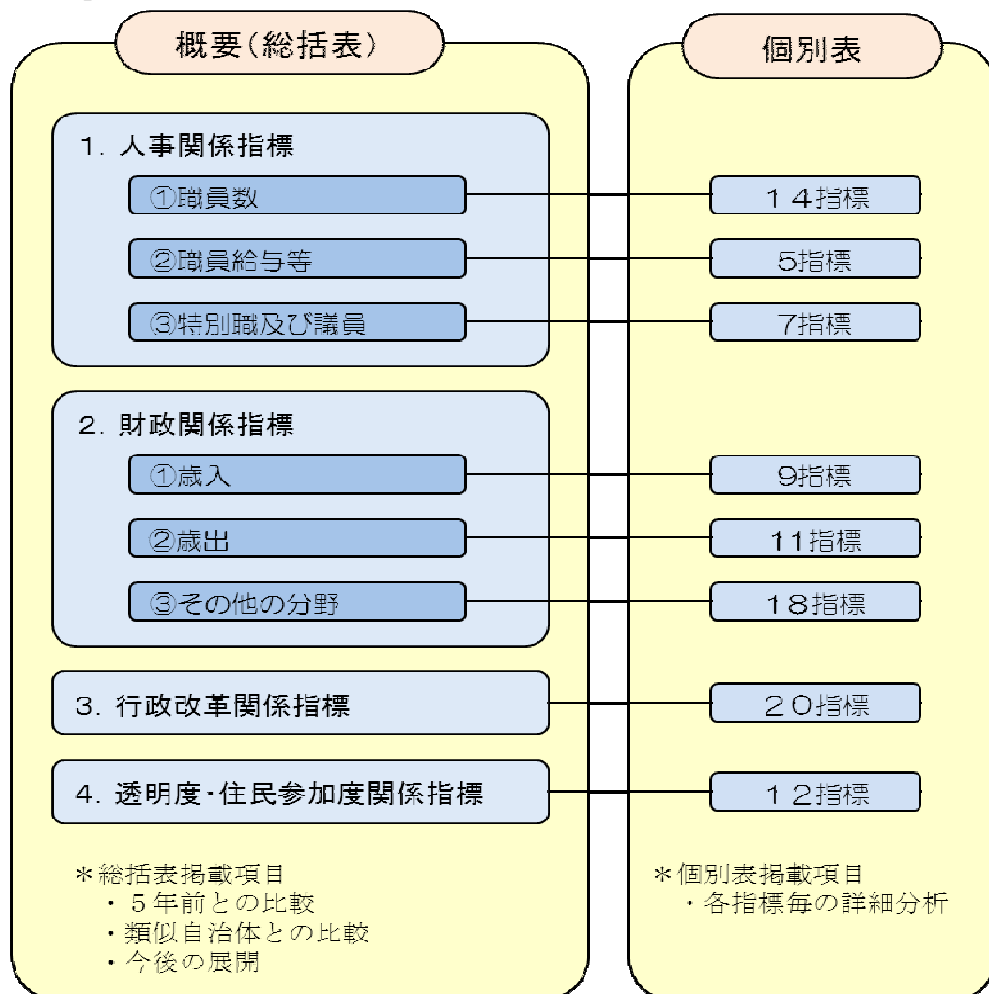 概要(総括表)
個別表
1. 人事関係指標
①職員数
14指標
②職員給与等
5指標
③特別職及び議員
7指標
2. 財政関係指標
①歳入
9指標
②歳出
11指標
③その他の分野
18指標
3. 行政改革関係指標
20指標
4. 透明度・住民参加度関係指標
12指標
*総括表掲載項目
・5年前との比較
・類似自治体との比較
・今後の展開
*個別表掲載項目
・各指標毎の詳細分析